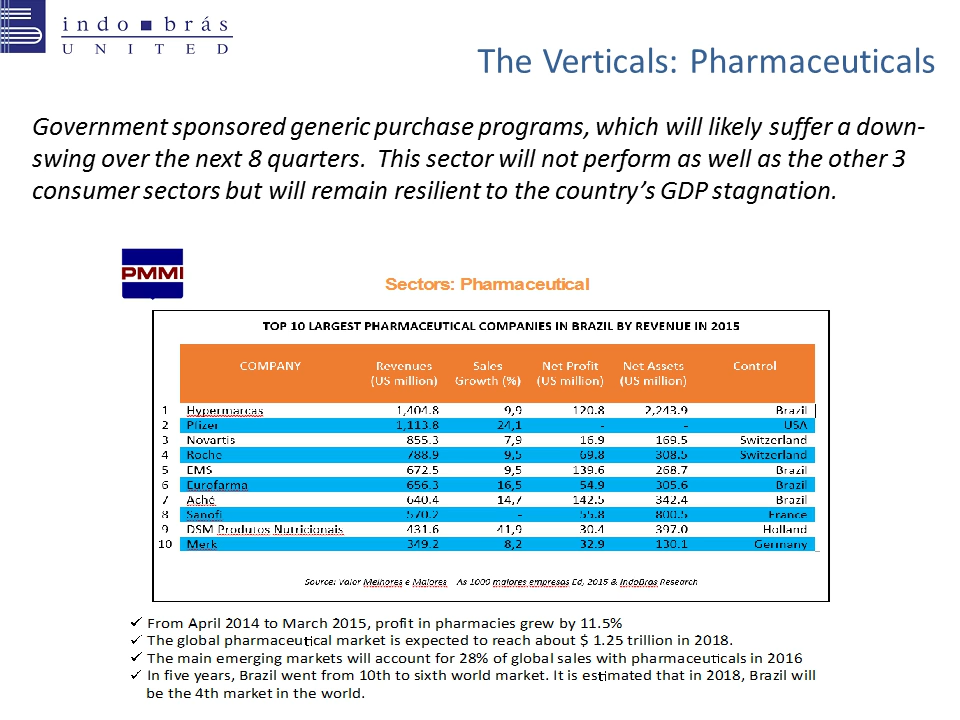 indo■brás
UNITED
The Verticals: Pharmaceuticals
Government sponsored generic purchase programs, which will likely suffer a down-
swing over the next 8 quarters. This sector will not perform as well as the other 3
consumer sectors but will remain resilient to the country's GDP stagnation.
PMMI
Sectors: Pharmaceutical
TOP 10 LARGEST PHARMACEUTICAL COMPANIES IN BRAZIL BY REVENUE IN 2015
COMPANY Revenues Sales Net Profit Net Assets Control
(US million) Growth (%) (US million) (US million)
1 Hypermarcas 1,404.8 9,9 120.8 2,243.9 Brazil
2 Pfizer 1,113.8 24,1 - - USA
3 Novartis 855.3 7,9 16.9 169.5 Switzerland
4 Roche 788.9 9,5 69.8 308.5 Switzerland
5 EMS 672.5 9,5 139.6 268.7 Brazil
6 Eurofarma 656.3 16,5 54.9 305.6 Brazil
7 Aché 640.4 14,7 142.5 342.4 Brazil
8 Sanofi 570.2 - 55.8 800.5 France
9 DSM Produtos Nutricionais 431.6 41,9 30.4 397.0 Holland
10 Merk 349.2 8,2 32.9 130.1 Germany
Source: Valor Melhores e Maiores As 1000 maiores empresas Ed, 2015 & IndoBras Research
✓ From April 2014 to March 2015, profit in pharmacies grew by 11.5%
✓ The global pharmaceutical market is expected to reach about $ 1.25 trillion in 2018.
✓ The main emerging markets will account for 28% of global sales with pharmaceuticals in 2016
✓ In five years, Brazil went from 10th to sixth world market. It is estimated that in 2018, Brazil will
be the 4th market in the world.